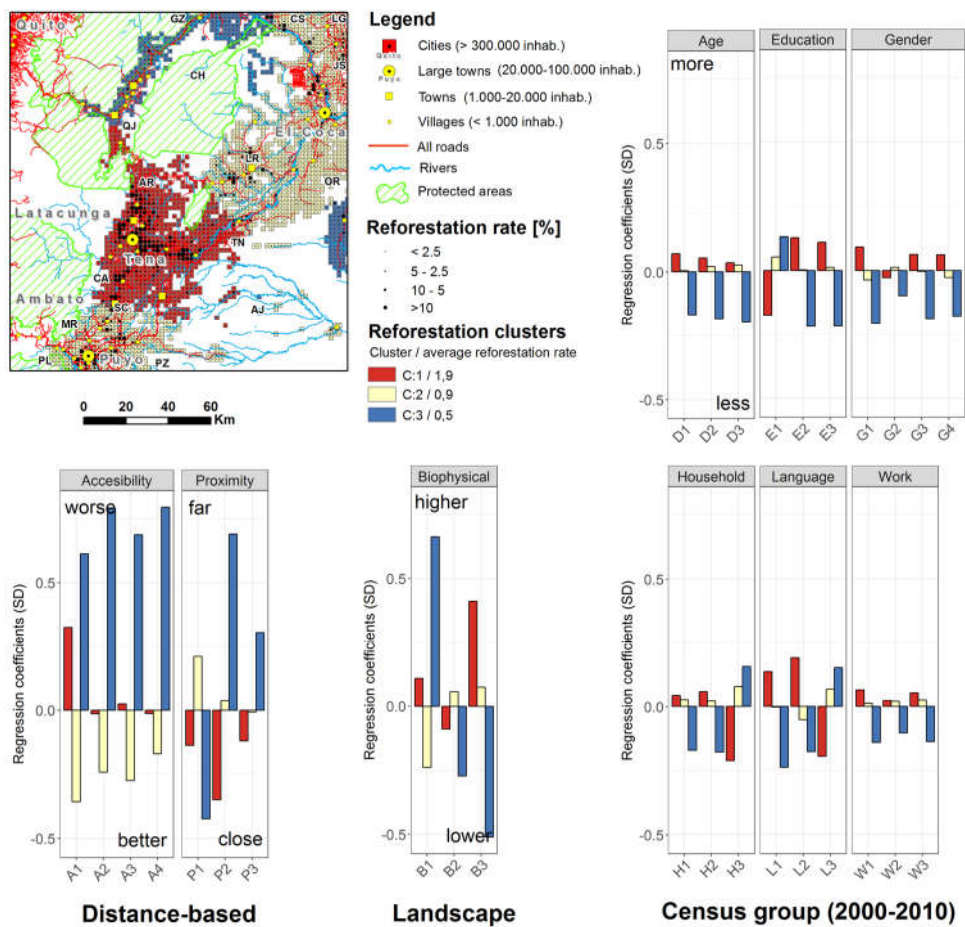 Quito
GZ
CS
LG
JS
CH
QJ
El Coca
LR
AR
OR
Latacunga
TN
Tena
CA
Ambato
SC
AJ
MR
PL
Puyo
PZ
0 20 40 60
Km
Legend
Quito
Cities (> 300.000 inhab.)
Puyo
Large towns (20.000-100.000 inhab.)
Towns (1.000-20.000 inhab.)
Villages (< 1.000 inhab.)
All roads
Rivers
Protected areas
Reforestation rate [%]
< 2.5
5 - 2.5
10 - 5
>10
Reforestation clusters
Cluster / average reforestation rate
C:1 / 1,9
C:2 / 0,9
C:3 / 0,5
Age Education Gender
more
Regression coefficients (SD)
0.5
0.0
-0.5
less
D1 D2 D3 E1 E2 E3 G1 G2 G3 G4
Accesibility Proximity
worse far
Regression coefficients (SD)
0.5
0.0
-0.5
better close
A1 A2 A3 A4 P1 P2 P3
Distance-based
Biophysical
higher
Regression coefficients (SD)
0.5
0.0
-0.5
lower
B1 B2 B3
Landscape
Household Language Work
Regression coefficients (SD)
0.5
0.0
-0.5
H1 H2 H3 L1 L2 L3 W1 W2 W3
Census group (2000-2010)